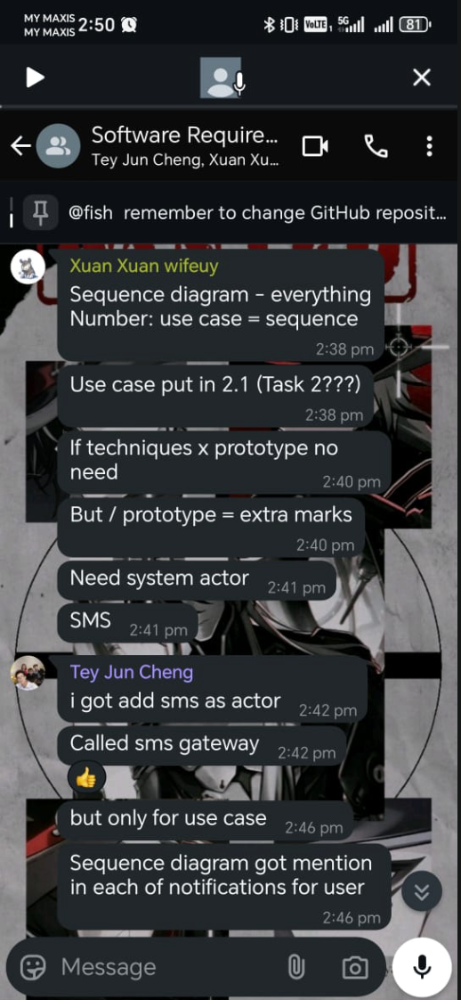 MY MAXIS
MY MAXIS
2:50
VoLTE
5G
81
Software Require...
Tey Jun Cheng, Xuan Xu...
@fish remember to change GitHub reposit...
Xuan Xuan wifeuy
Sequence diagram - everything
Number: use case = sequence
2:38 pm
Use case put in 2.1 (Task 2???)
2:38 pm
If techniques x prototype no
need
2:40 pm
But / prototype = extra marks
2:40 pm
Need system actor
2:41 pm
SMS
2:41 pm
Tey Jun Cheng
i got add sms as actor
2:42 pm
Called sms gateway
2:42 pm
but only for use case
2:46 pm
Sequence diagram got mention
in each of notifications for user
2:46 pm
Message